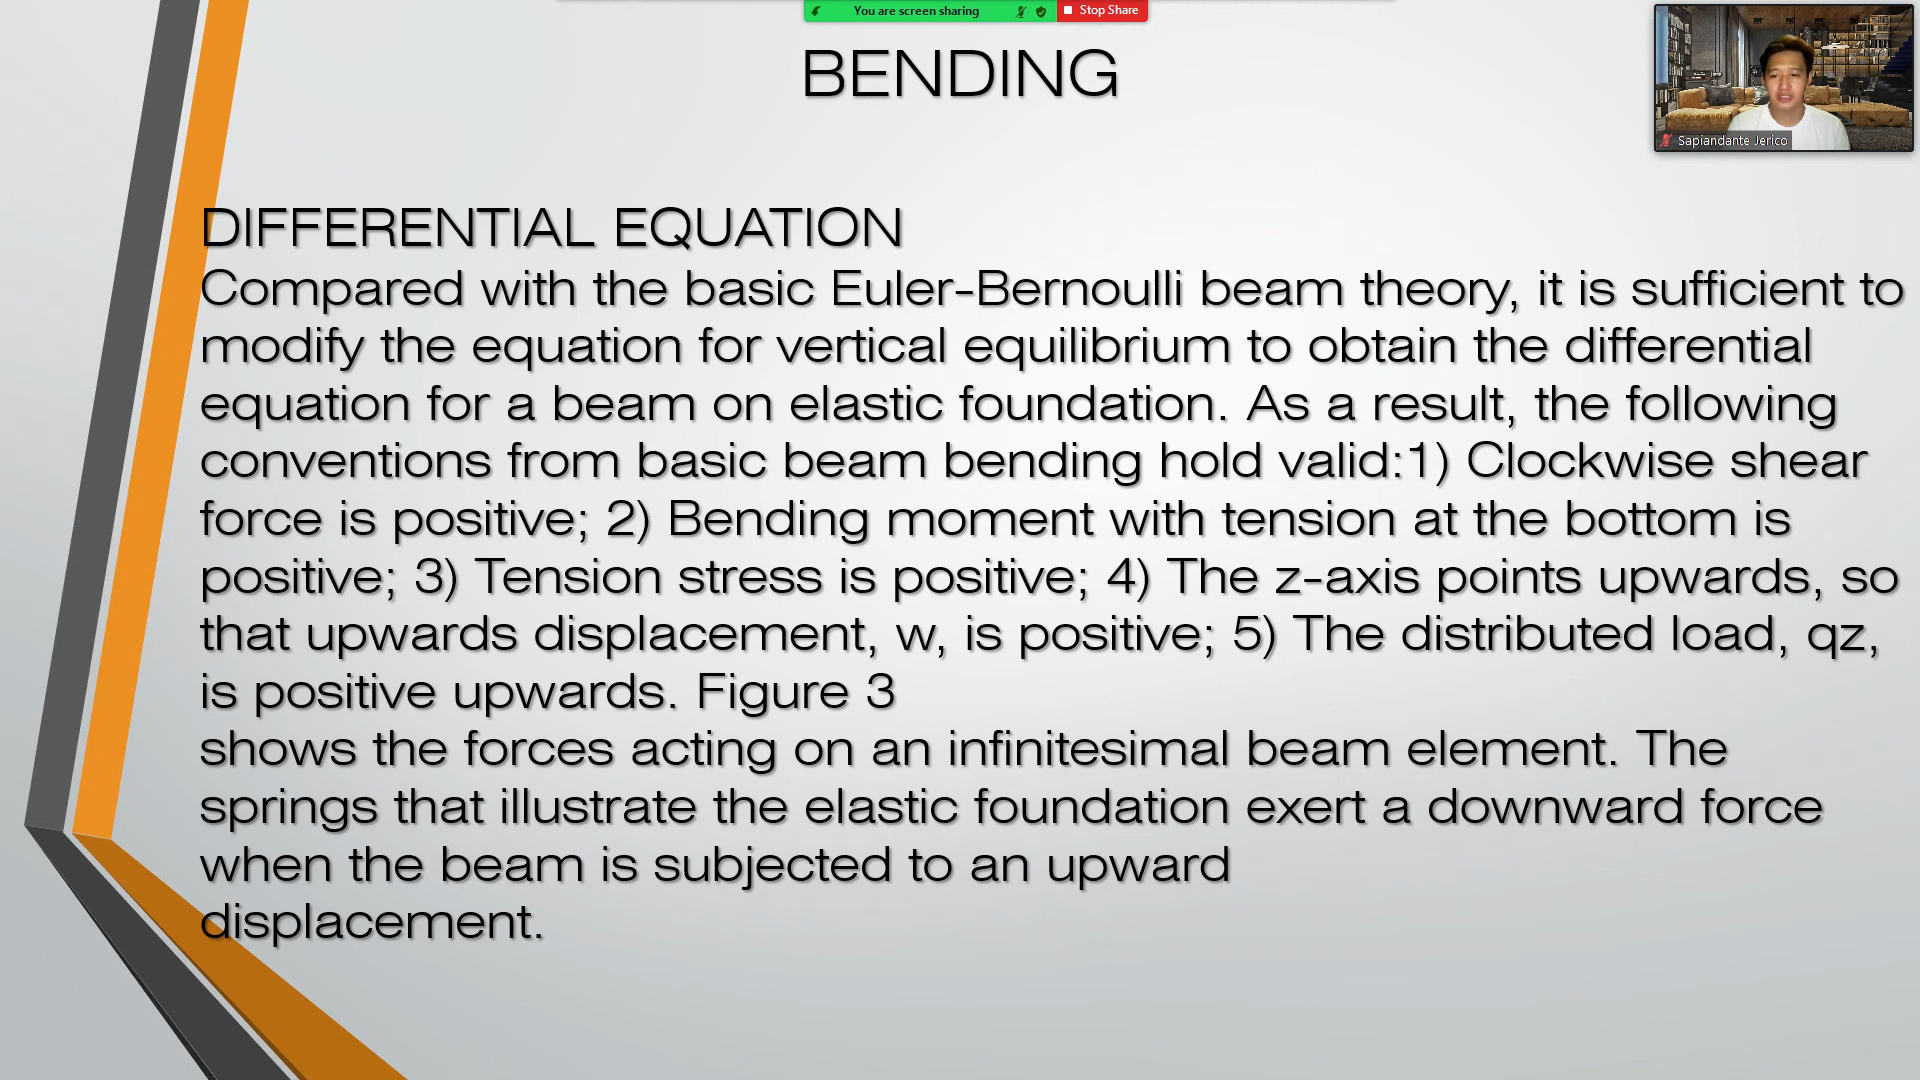 You are screen sharing
Stop Share
BENDING
Sapiandante Jerico
DIFFERENTIAL EQUATION
Compared with the basic Euler-Bernoulli beam theory, it is sufficient to
modify the equation for vertical equilibrium to obtain the differential
equation for a beam on elastic foundation. As a result, the following
conventions from basic beam bending hold valid:1) Clockwise shear
force is positive; 2) Bending moment with tension at the bottom is
positive; 3) Tension stress is positive; 4) The z-axis points upwards, so
that upwards displacement, w, is positive; 5) The distributed load, qz,
is positive upwards. Figure 3
shows the forces acting on an infinitesimal beam element. The
springs that illustrate the elastic foundation exert a downward force
when the beam is subjected to an upward
displacement.